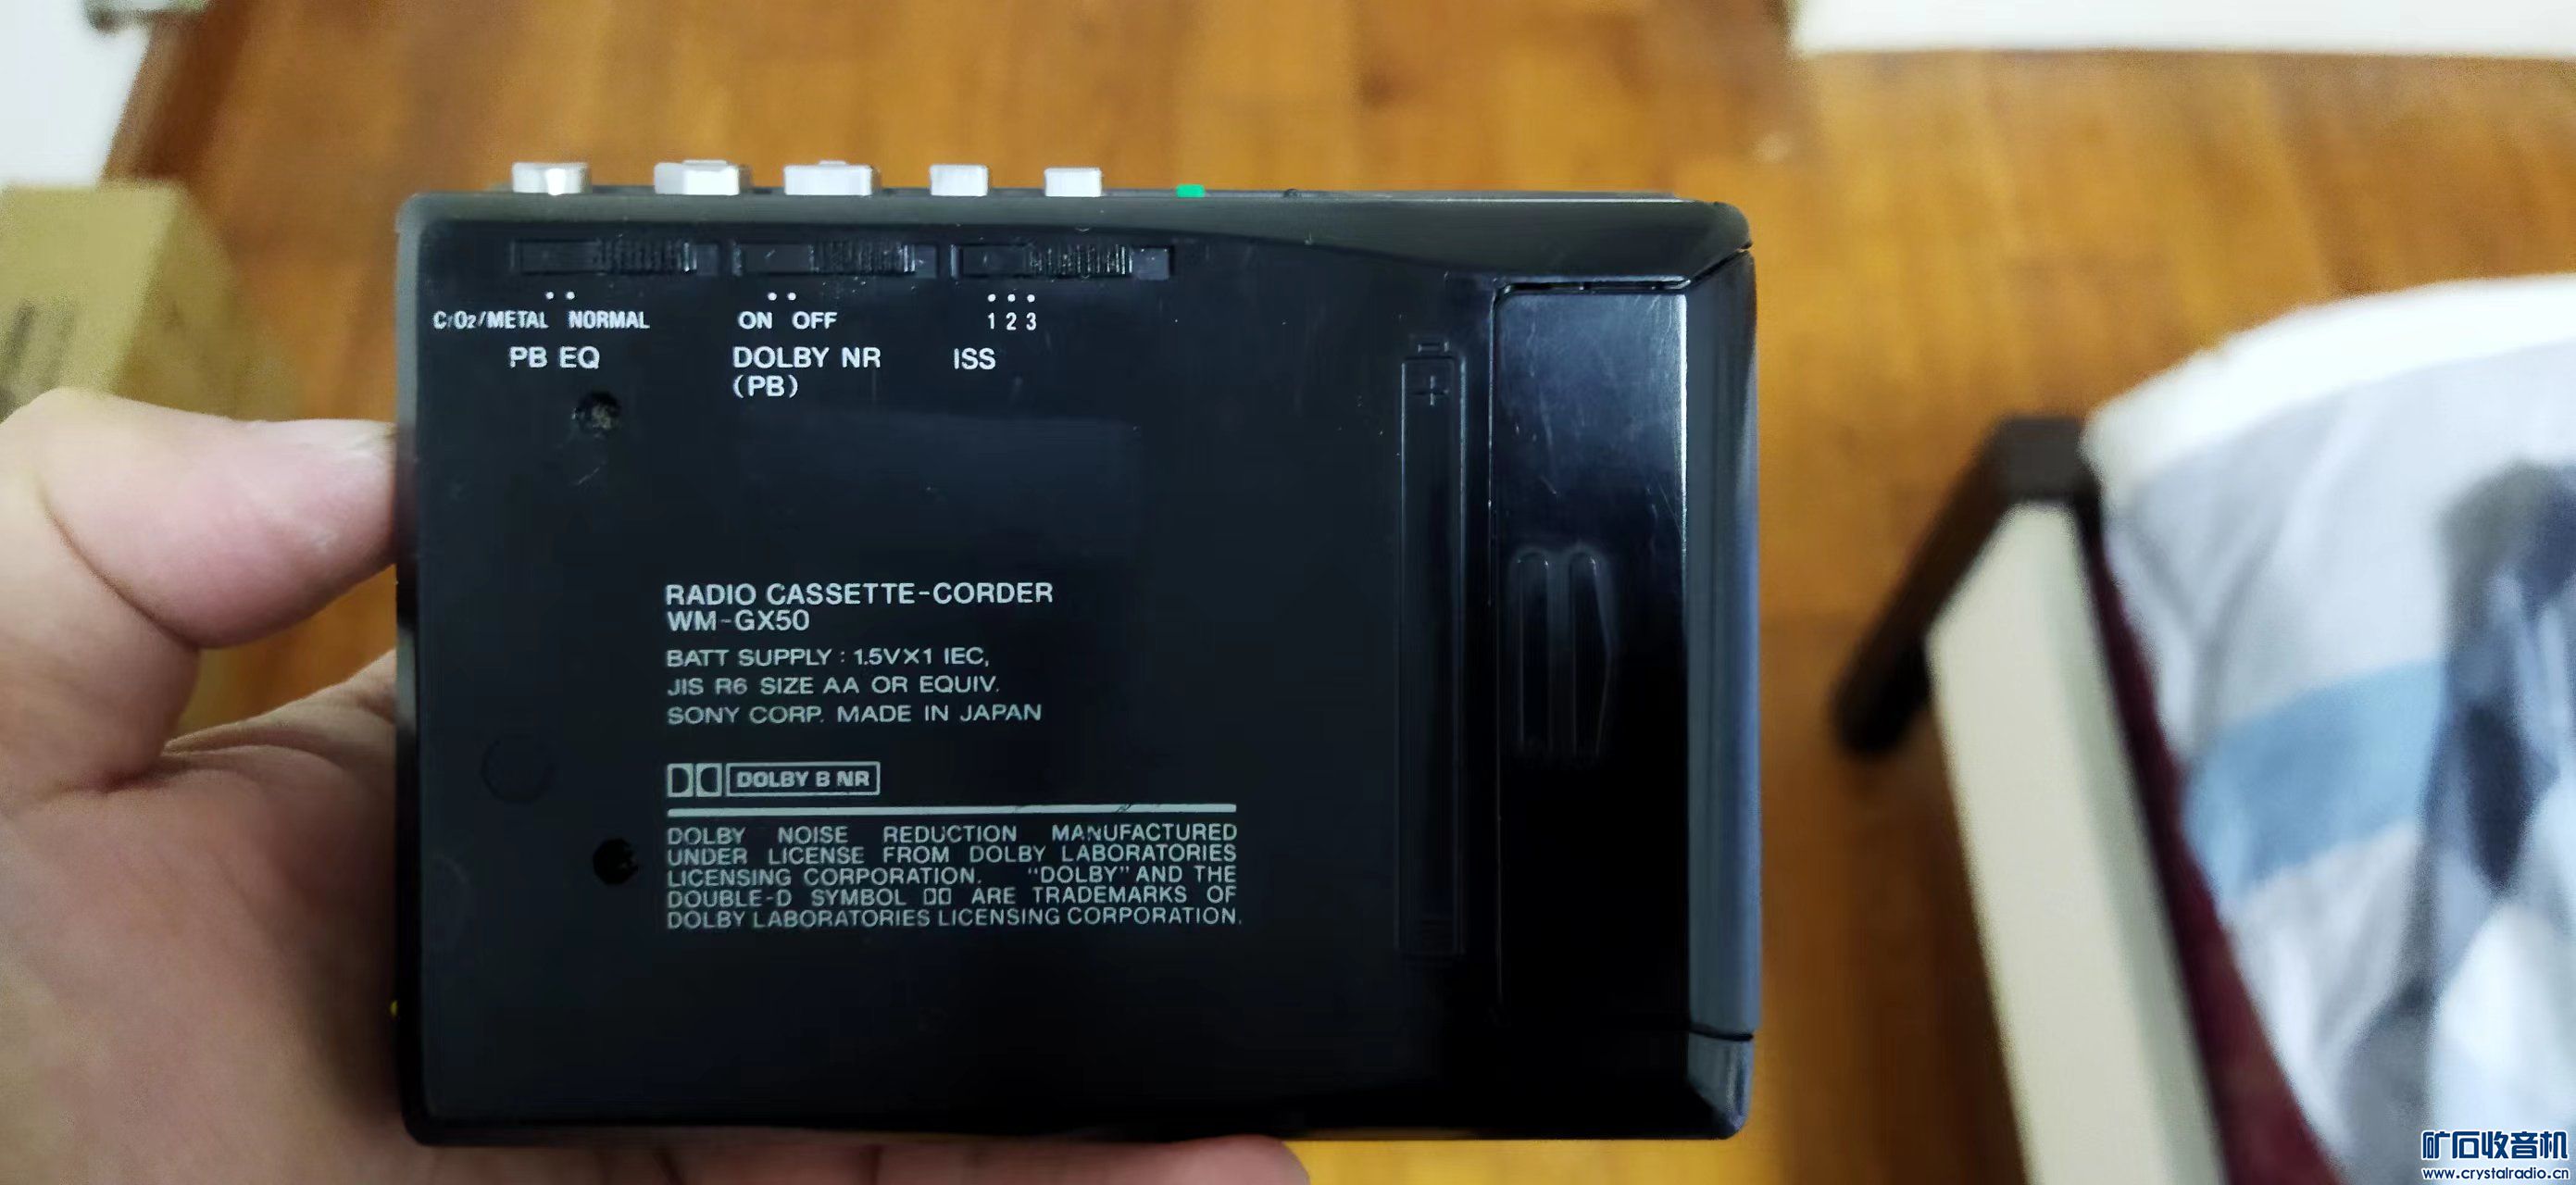 CrO2/METAL NORMAL
PB EQ
ON OFF
DOLBY NR
(PB)
1 2 3
ISS
+
RADIO CASSETTE-CORDER
WM-GX50
BATT SUPPLY : 1.5VX1 IEC,
JIS R6 SIZE AA OR EQUIV.
SONY CORP. MADE IN JAPAN
DOLBY B NR
DOLBY NOISE REDUCTION MANUFACTURED
UNDER LICENSE FROM DOLBY LABORATORIES
LICENSING CORPORATION. "DOLBY" AND THE
DOUBLE-D SYMBOL ARE TRADEMARKS OF
DOLBY LABORATORIES LICENSING CORPORATION.
矿石收音机
www.crystalradio.cn